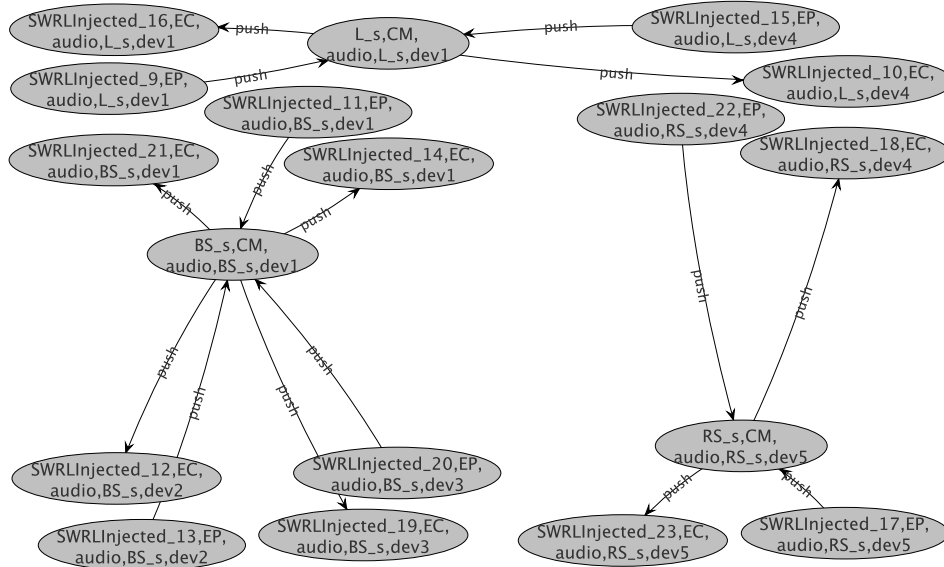 SWRLInjected_16,EC,
audio,L_s,dev1
push
L_s,CM,
audio,L_s,dev1
push
SWRLInjected_15,EP,
audio,L_s,dev4
SWRLInjected_9,EP,
audio,L_s,dev1
push
push
SWRLInjected_10,EC,
audio,L_s,dev4
SWRLInjected_11,EP,
audio,BS_s,dev1
SWRLInjected_22,EP,
audio,RS_s,dev4
SWRLInjected_21,EC,
audio,BS_s,dev1
SWRLInjected_14,EC,
audio,BS_s,dev1
SWRLInjected_18,EC,
audio,RS_s,dev4
push
push
push
BS_s,CM,
audio,BS_s,dev1
push
push
push
push
push
push
SWRLInjected_12,EC,
audio,BS_s,dev2
SWRLInjected_20,EP,
audio,BS_s,dev3
RS_s,CM,
audio,RS_s,dev5
push
push
SWRLInjected_13,EP,
audio,BS_s,dev2
SWRLInjected_19,EC,
audio,BS_s,dev3
SWRLInjected_23,EC,
audio,RS_s,dev5
SWRLInjected_17,EP,
audio,RS_s,dev5